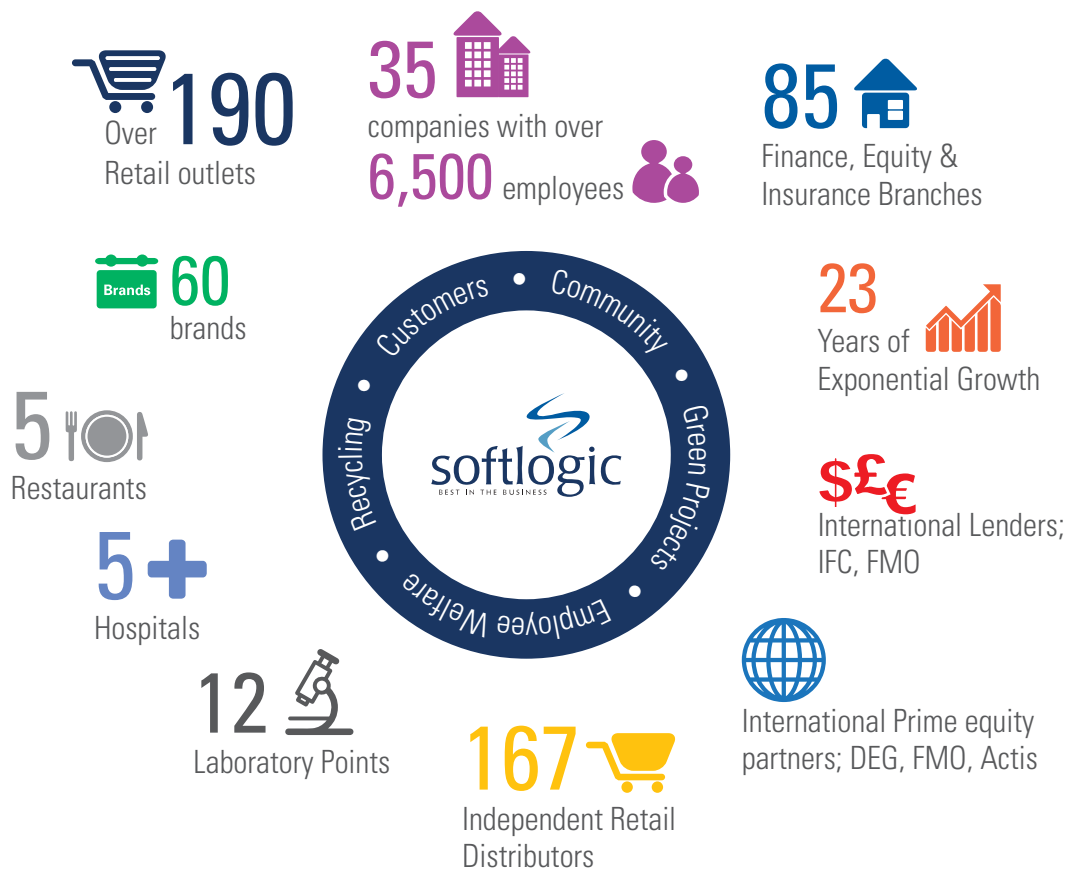 190
Over
Retail outlets
35
companies with over
6,500 employees
85
Finance, Equity &
Insurance Branches
Brands
60
brands
23
Years of
Exponential Growth
5
Restaurants
5
Hospitals
12
Laboratory Points
167
Independent Retail
Distributors
$£€
International Lenders;
IFC, FMO
International Prime equity
partners; DEG, FMO, Actis
Customers • Community • Green Projects • Employee Welfare • Recycling •
softlogic
BEST IN THE BUSINESS